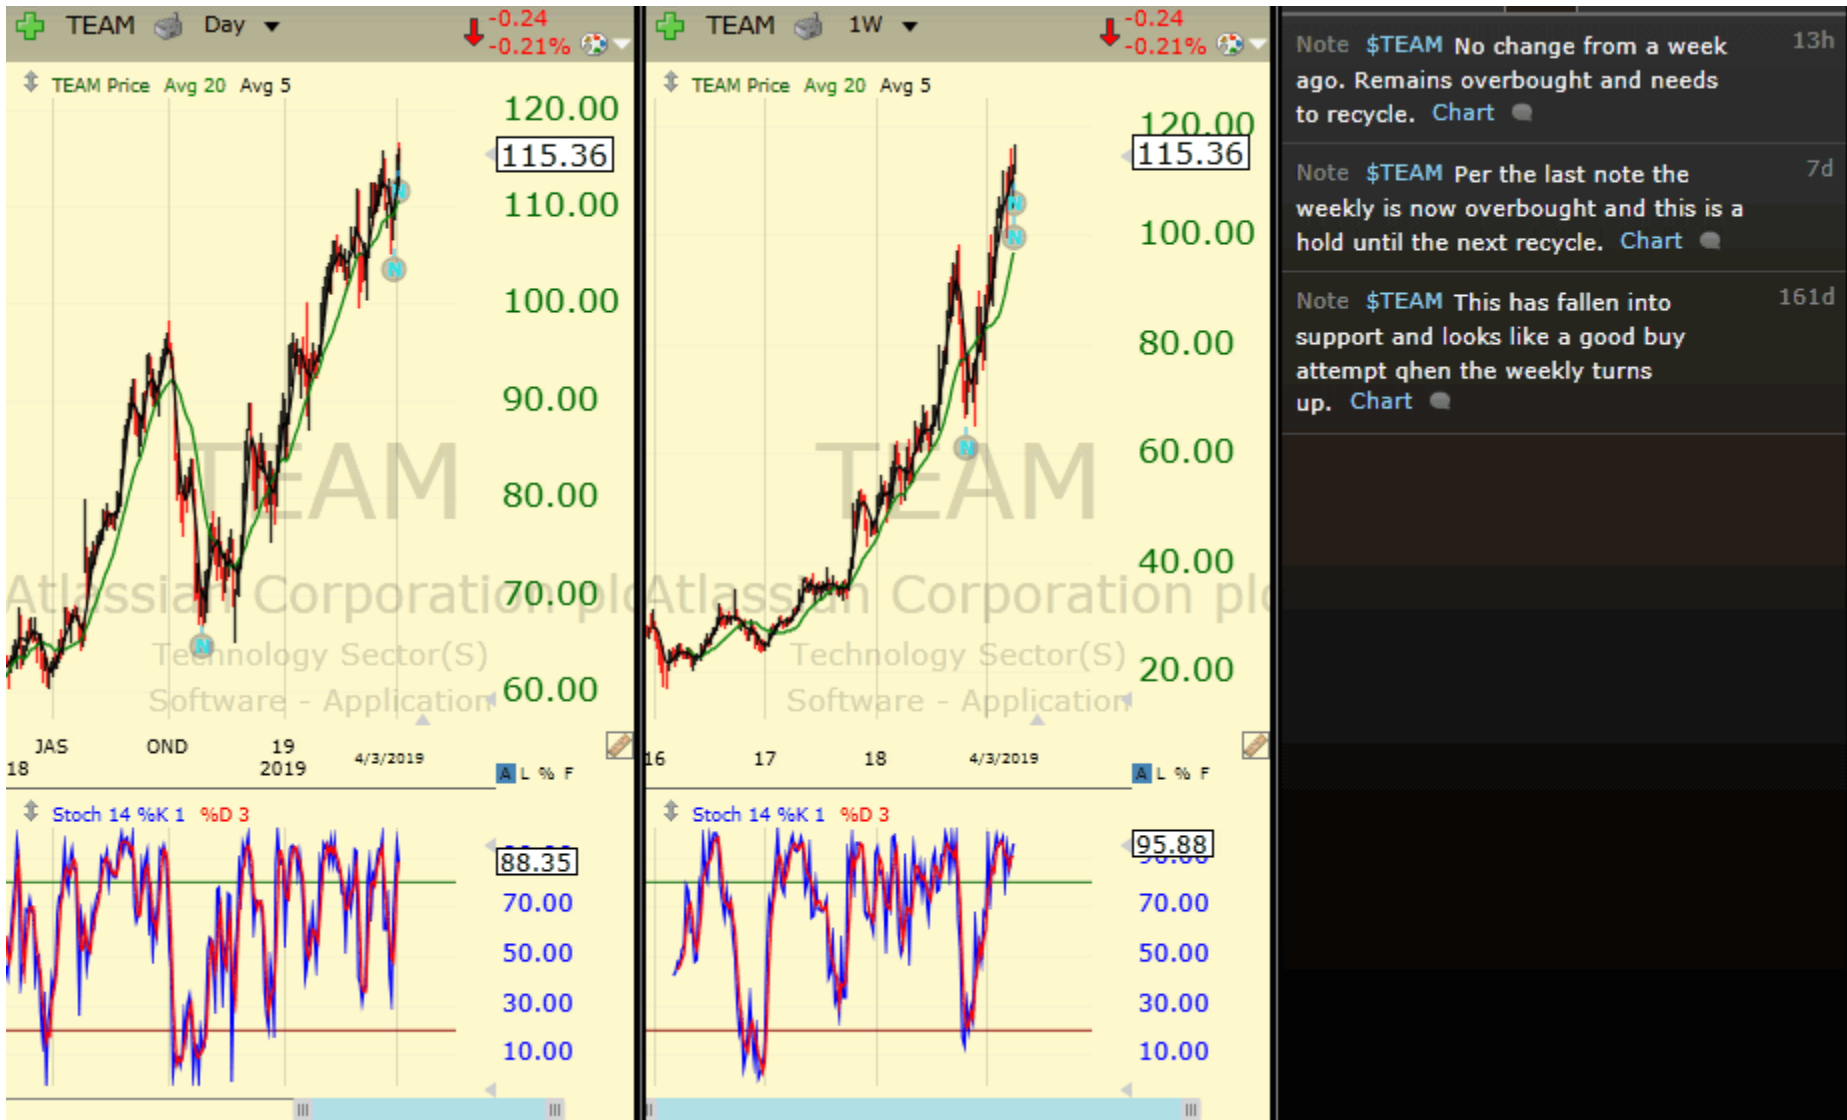 TEAM Day
-0.24
-0.21%
TEAM Price Avg 20 Avg 5
120.00
115.36
110.00
100.00
90.00
80.00
70.00
60.00
N
N
N
TEAM
Atlassian Corporation plc
Technology Sector(S)
Software - Application
JAS OND 19
18 2019 4/3/2019
A L % F
Stoch 14 %K 1 %D 3
88.35
70.00
50.00
30.00
10.00
TEAM 1W
-0.24
-0.21%
TEAM Price Avg 20 Avg 5
120.00
115.36
100.00
80.00
60.00
40.00
20.00
N
N
N
TEAM
Atlassian Corporation plc
Technology Sector(S)
Software - Application
16 17 18 4/3/2019
A L % F
Stoch 14 %K 1 %D 3
95.88
90.00
70.00
50.00
30.00
10.00
Note $TEAM No change from a week 13h
ago. Remains overbought and needs
to recycle. Chart
Note $TEAM Per the last note the 7d
weekly is now overbought and this is a
hold until the next recycle. Chart
Note $TEAM This has fallen into 161d
support and looks like a good buy
attempt qhen the weekly turns
up. Chart